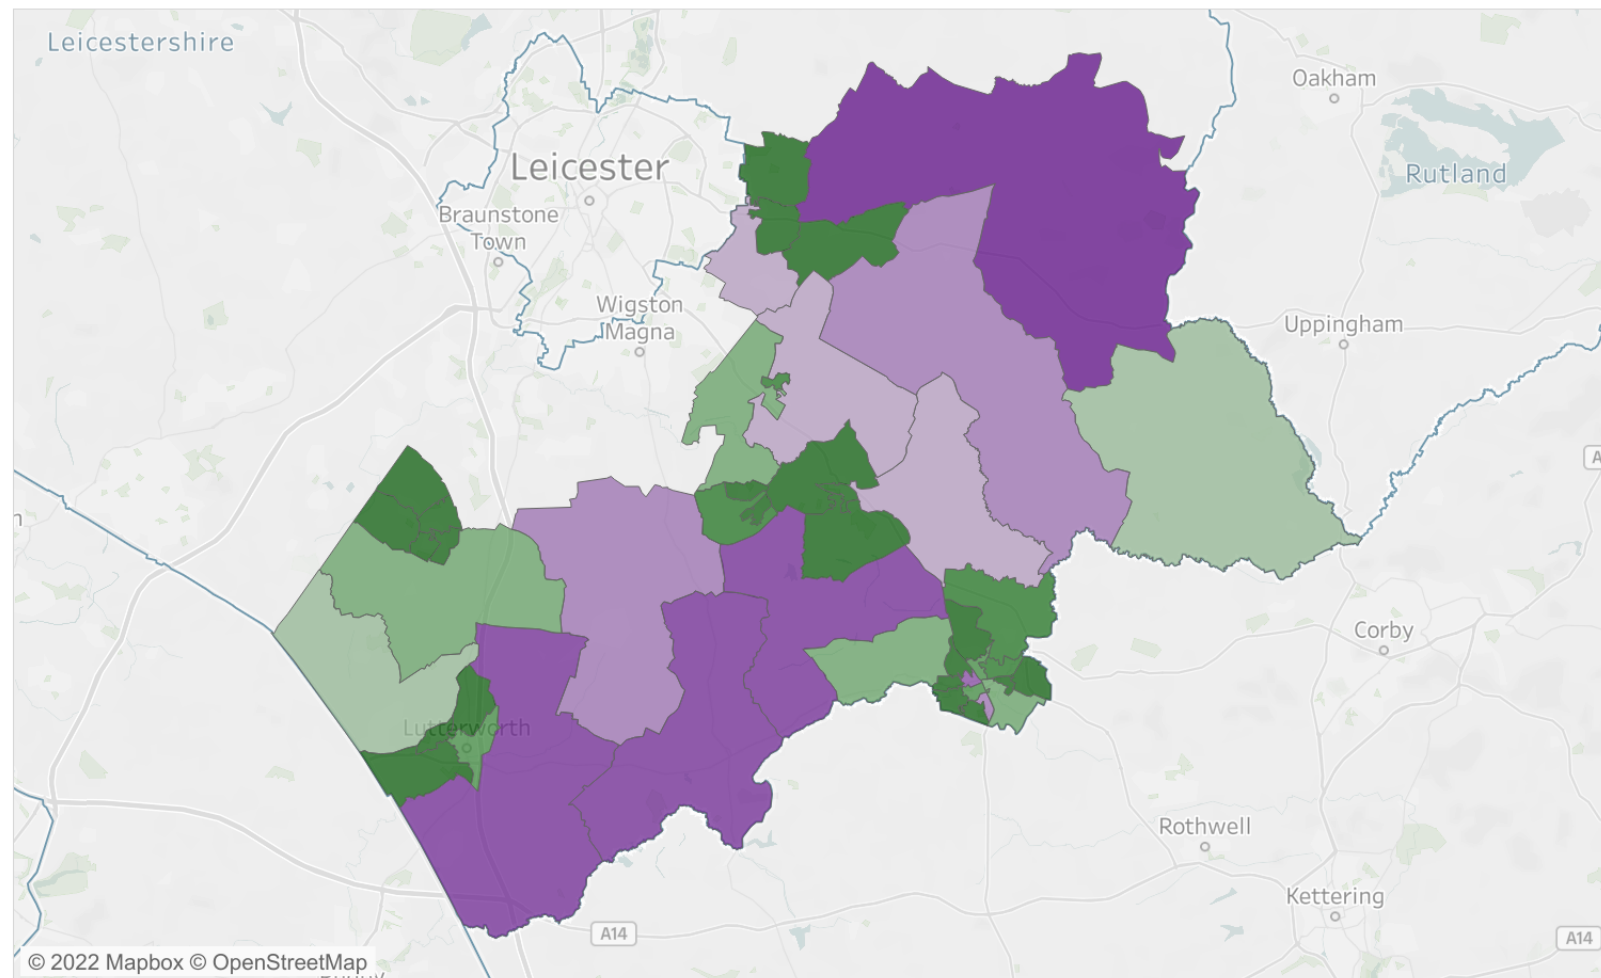 Leicestershire
Oakham
Leicester
Rutland
Braunstone
Town
Wigston
Magna
Uppingham
A
Corby
Lutterworth
Rothwell
Kettering
A14
A14
© 2022 Mapbox © OpenStreetMap